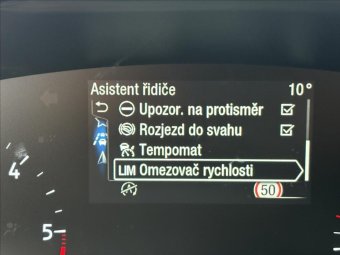 Asistent řidiče 10°
Upozor. na protisměr
Rozjezd do svahu
Tempomat
LIM Omezovač rychlosti
50
4
5